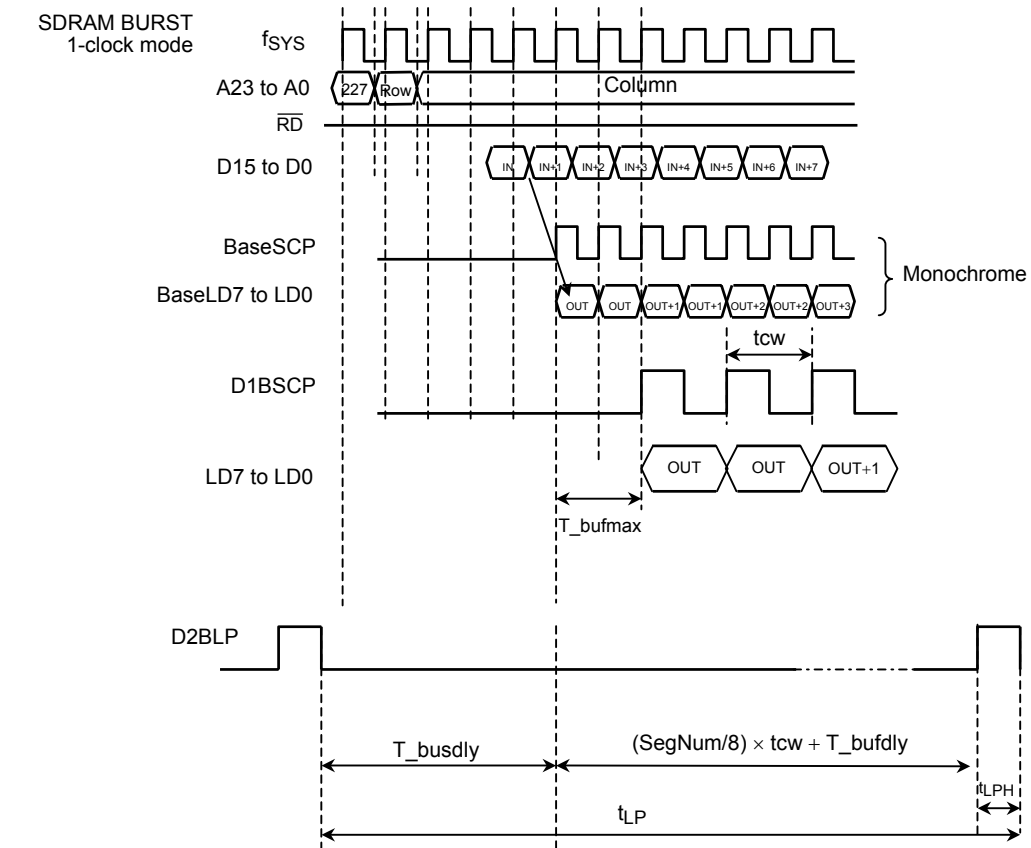 SDRAM BURST
1-clock mode
fSYS
A23 to A0
227 Row Column
RD
D15 to D0
IN IN+1 IN+2 IN+3 IN+4 IN+5 IN+6 IN+7
BaseSCP
Monochrome
BaseLD7 to LD0
OUT OUT OUT+1 OUT+1 OUT+2 OUT+2 OUT+3
tcw
D1BSCP
LD7 to LD0
OUT OUT OUT+1
T_bufmax
D2BLP
T_busdly
(SegNum/8) × tcw + T_bufdly
tLPH
tLP